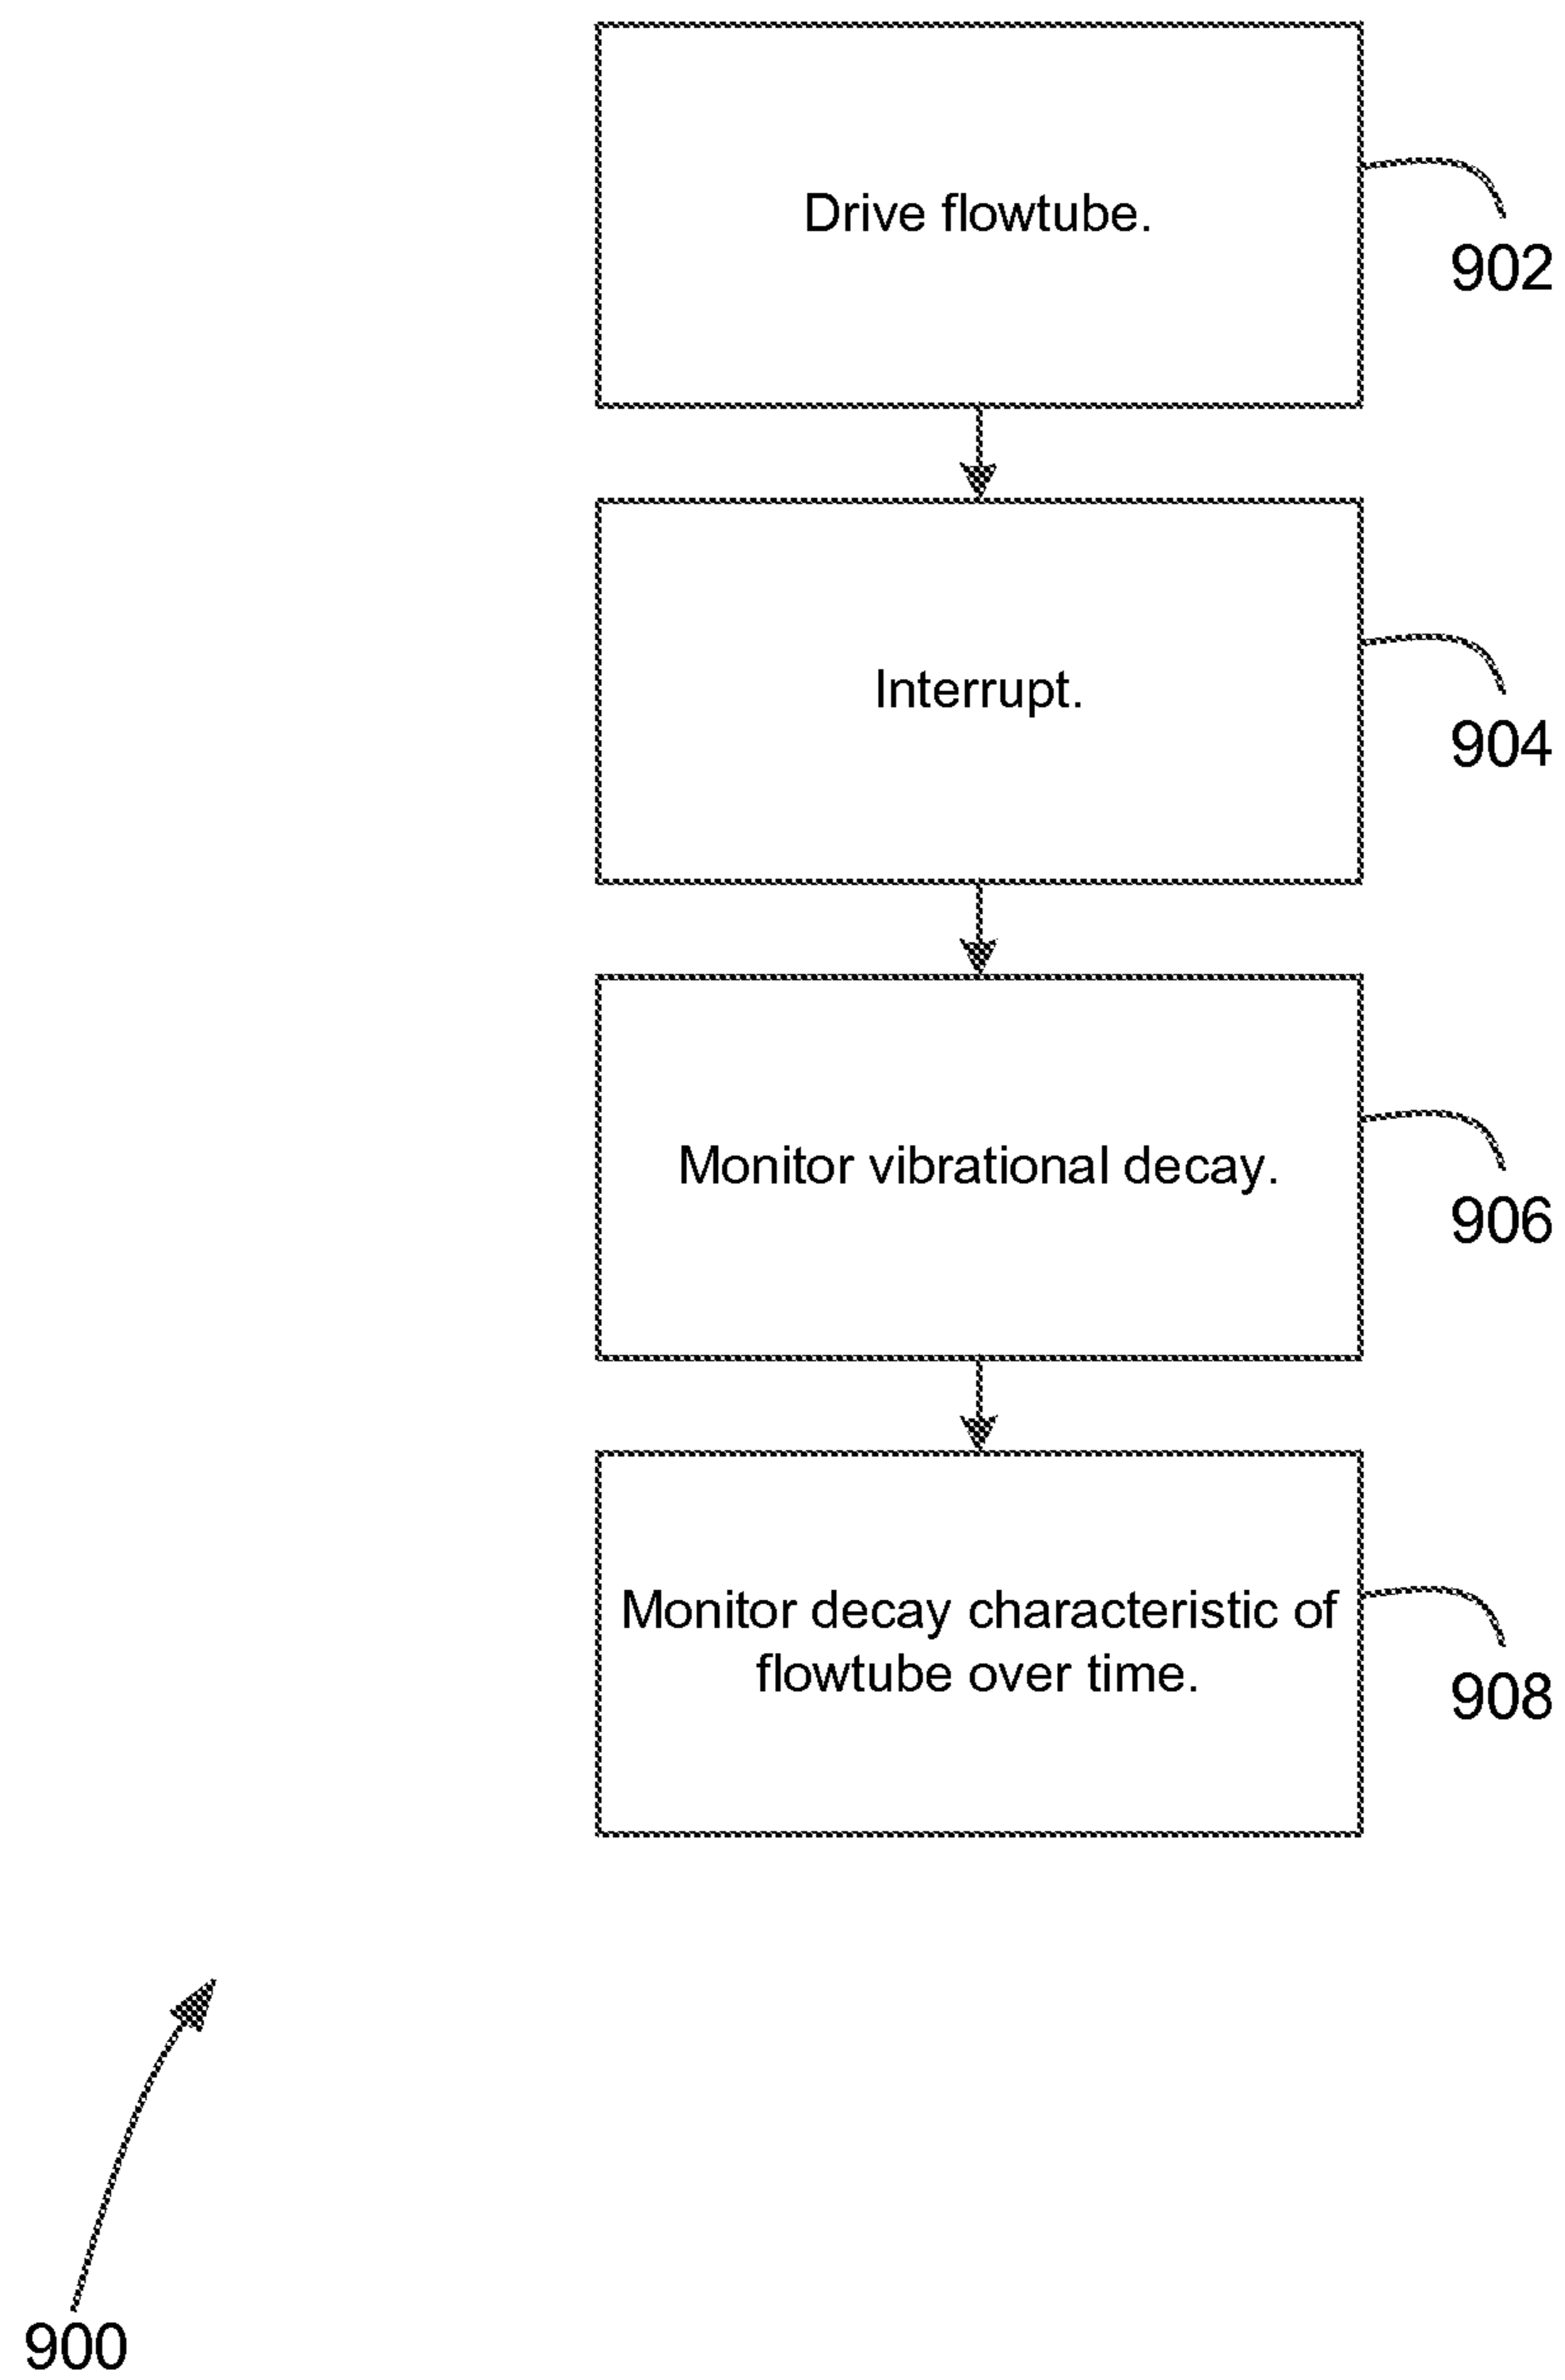 Drive flowtube.
902
Interrupt.
904
Monitor vibrational decay.
906
Monitor decay characteristic of
flowtube over time.
908
900